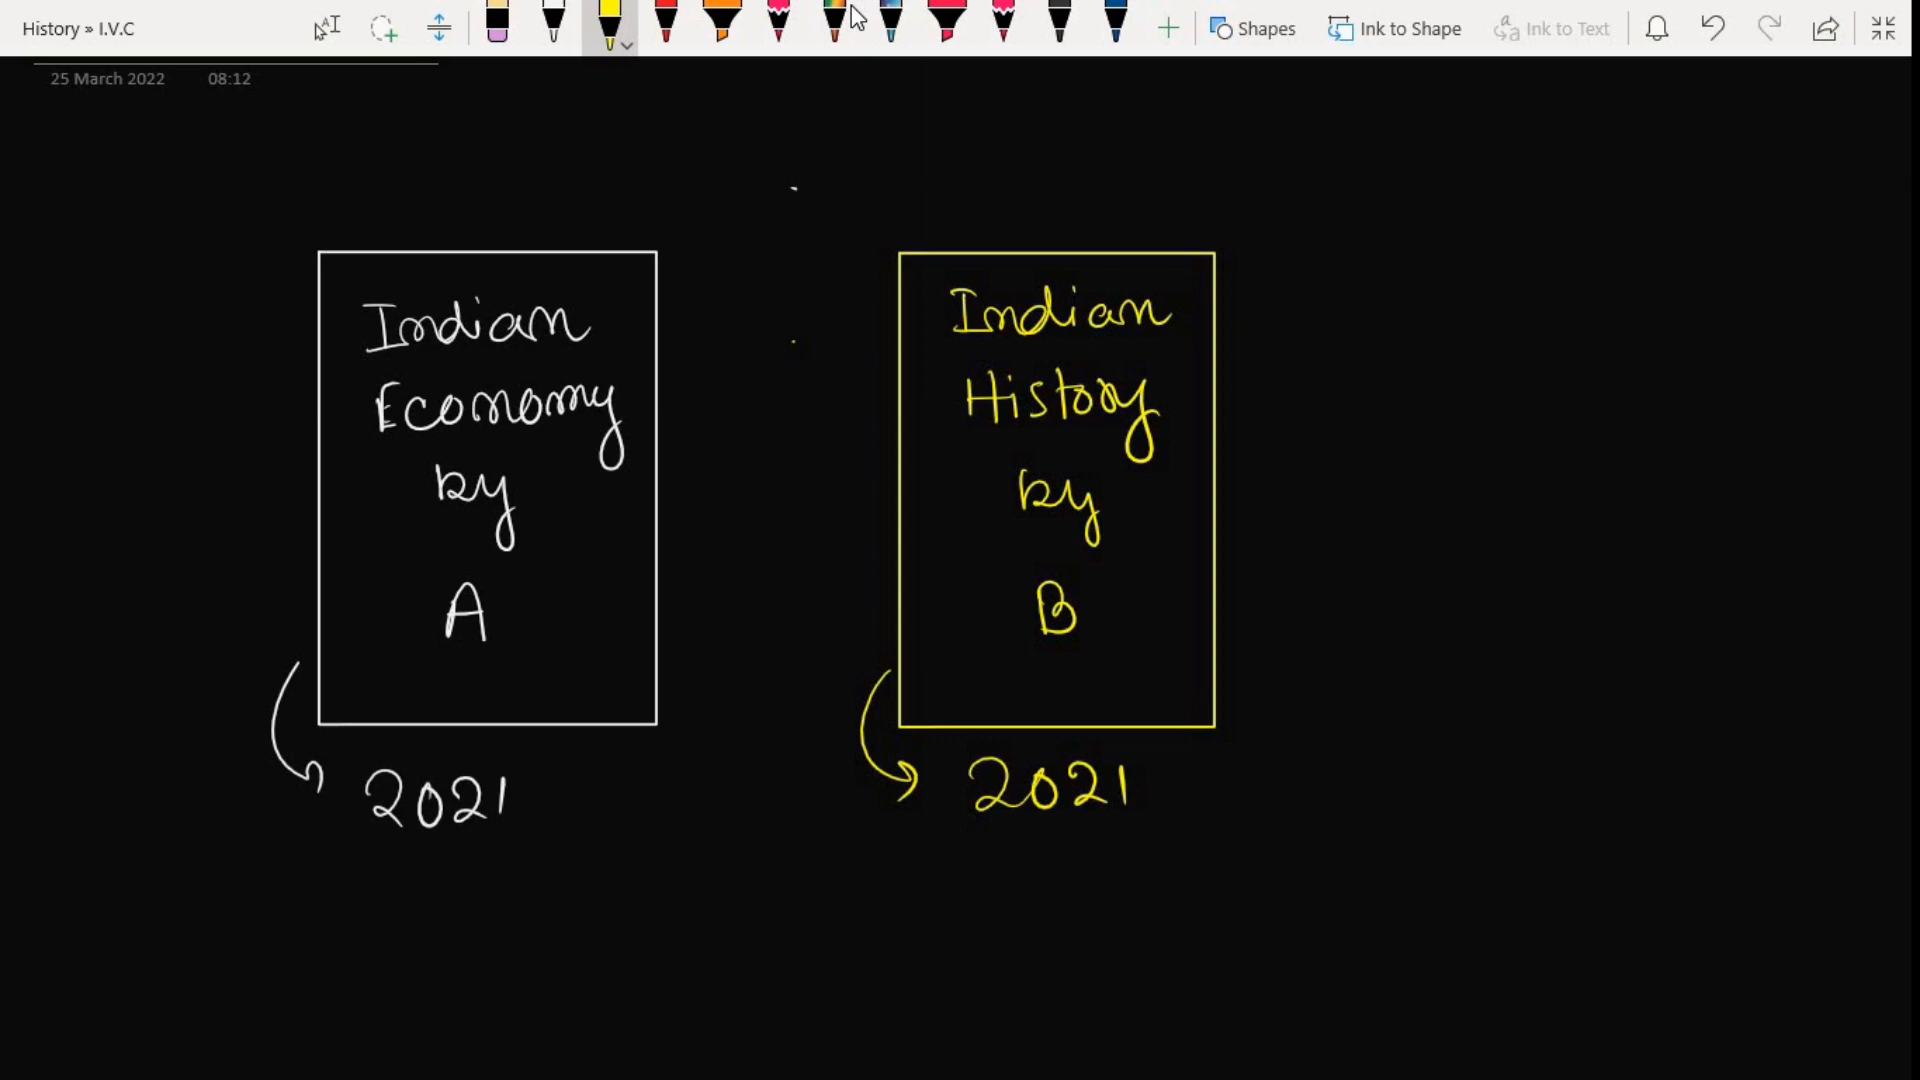 History » I.V.C
Shapes
Ink to Shape
Ink to Text
25 March 2022 08:12
Indian
Economy
by
A
2021
Indian
History
by
B
2021